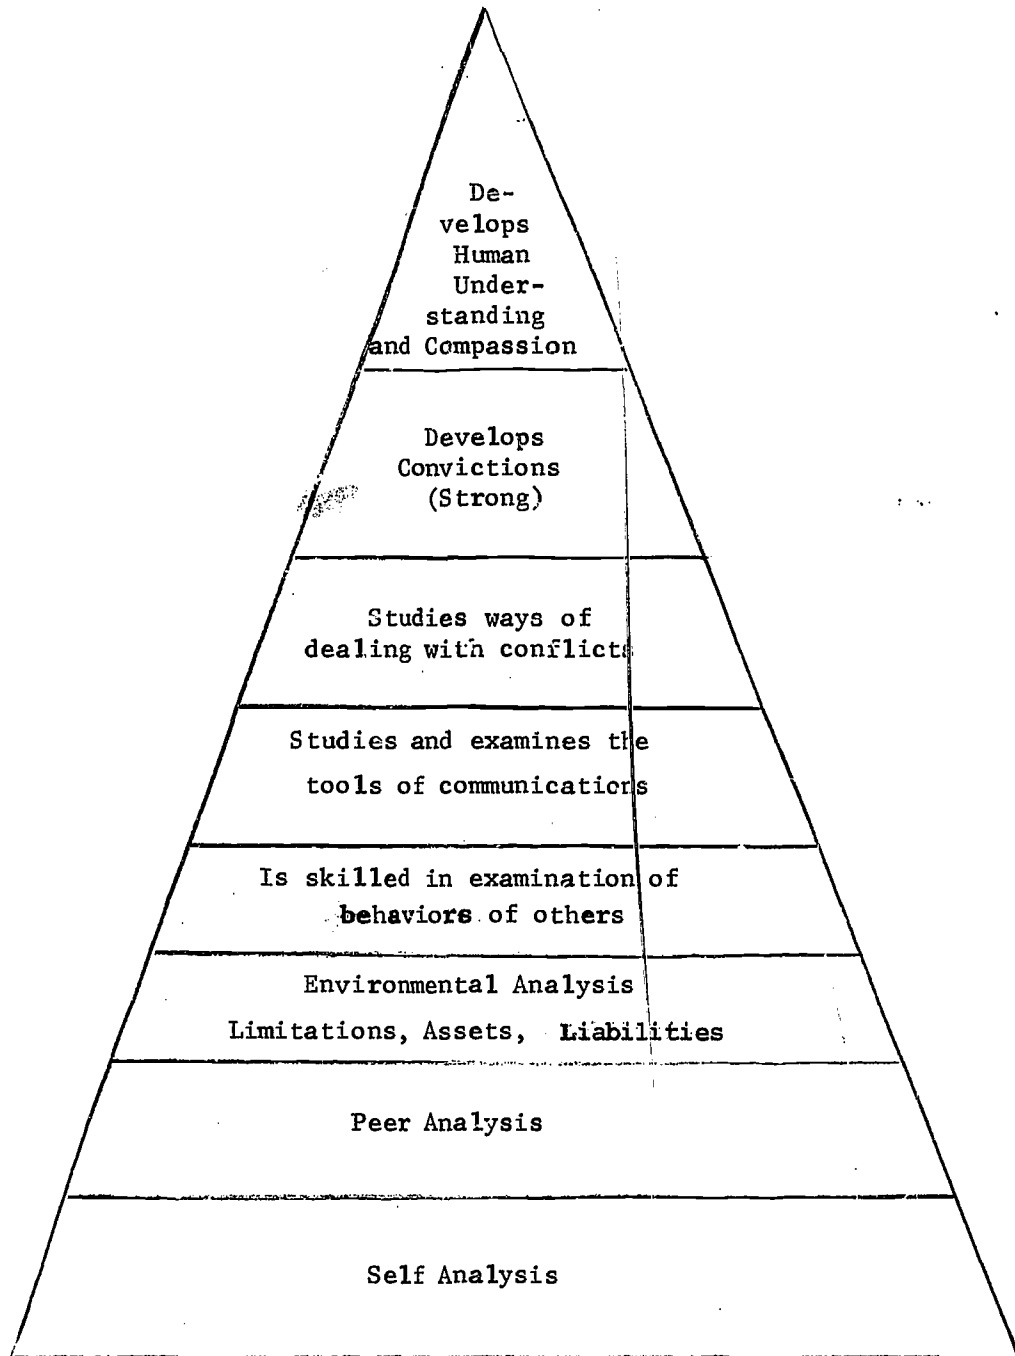 De-
velops
Human
Under-
standing
and Compassion
Develops
Convictions
(Strong)
Studies ways of
dealing with conflicts
Studies and examines the
tools of communications
Is skilled in examination of
behaviors of others
Environmental Analysis
Limitations, Assets, Liabilities
Peer Analysis
Self Analysis